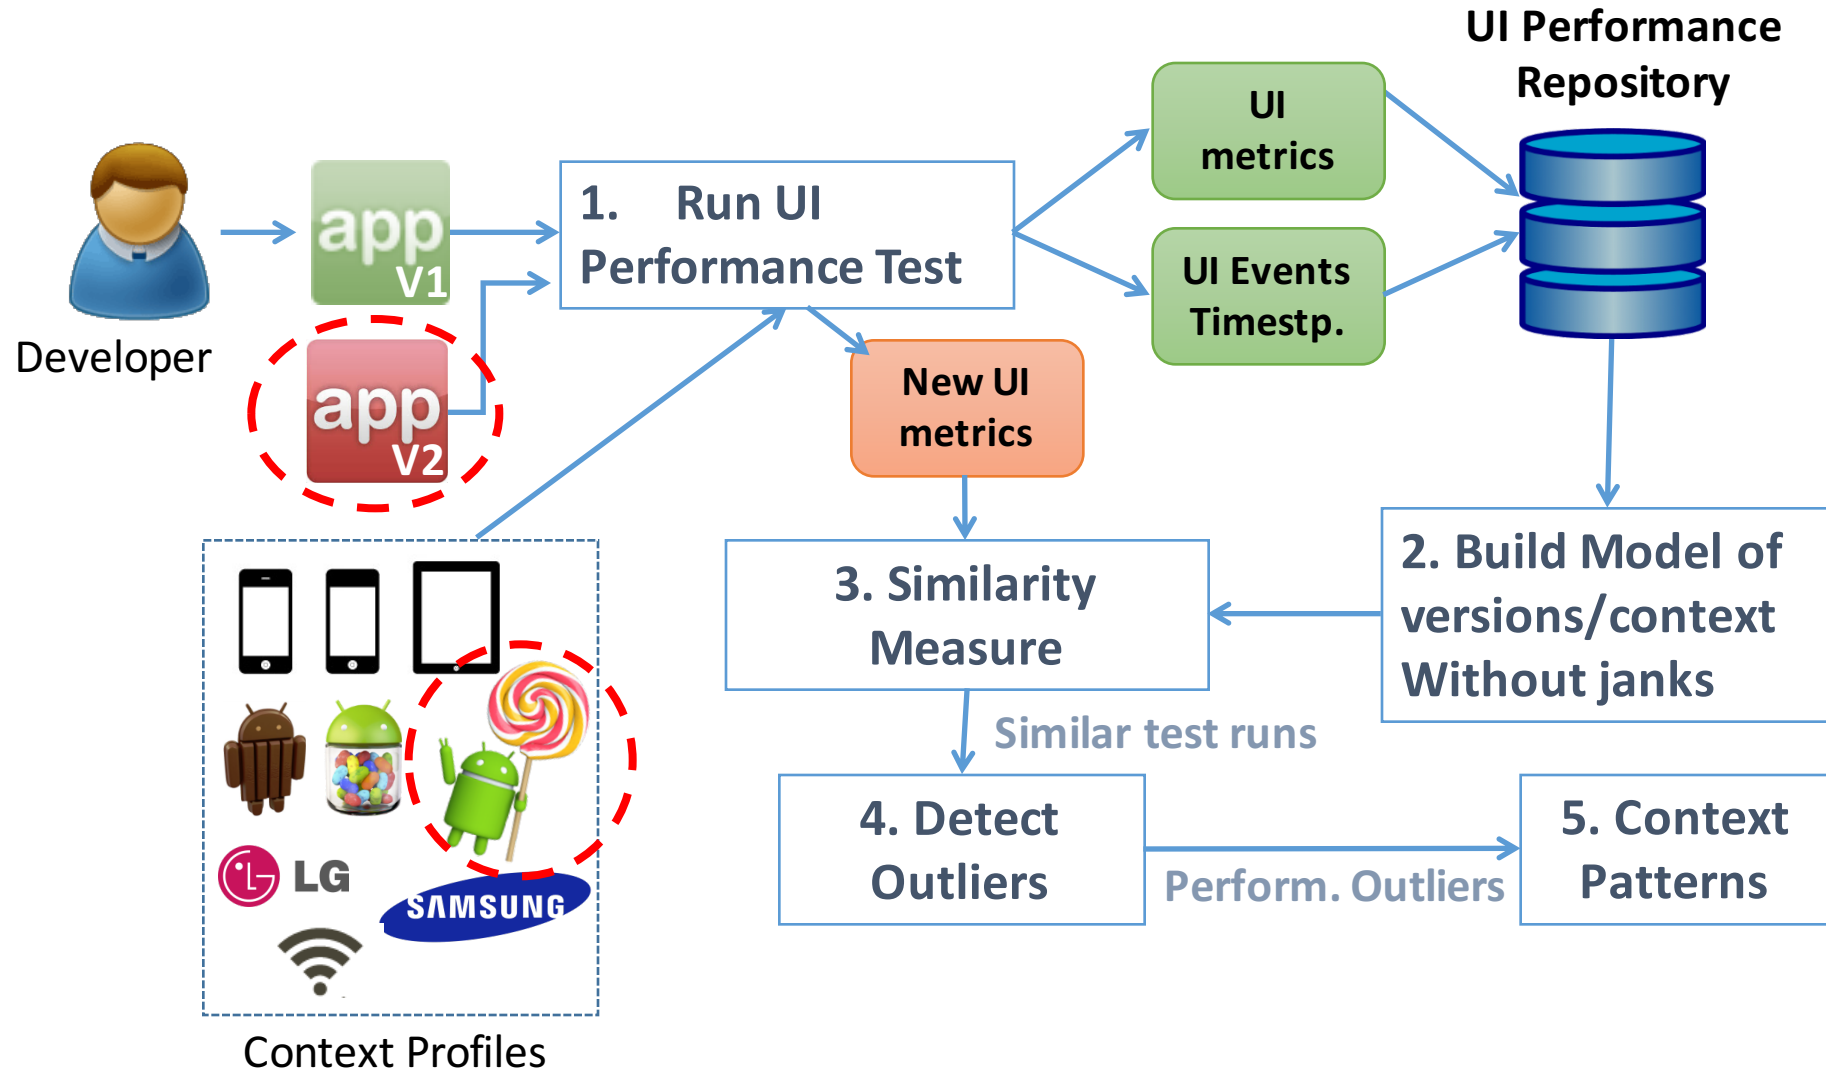 UI Performance
Repository
UI
metrics
app
V1
1. Run UI
Performance Test
UI Events
Timestp.
Developer
app
V2
New UI
metrics
2. Build Model of
versions/context
Without janks
3. Similarity
Measure
Similar test runs
4. Detect
Outliers
Perform. Outliers
5. Context
Patterns
LG
LG
SAMSUNG
Context Profiles